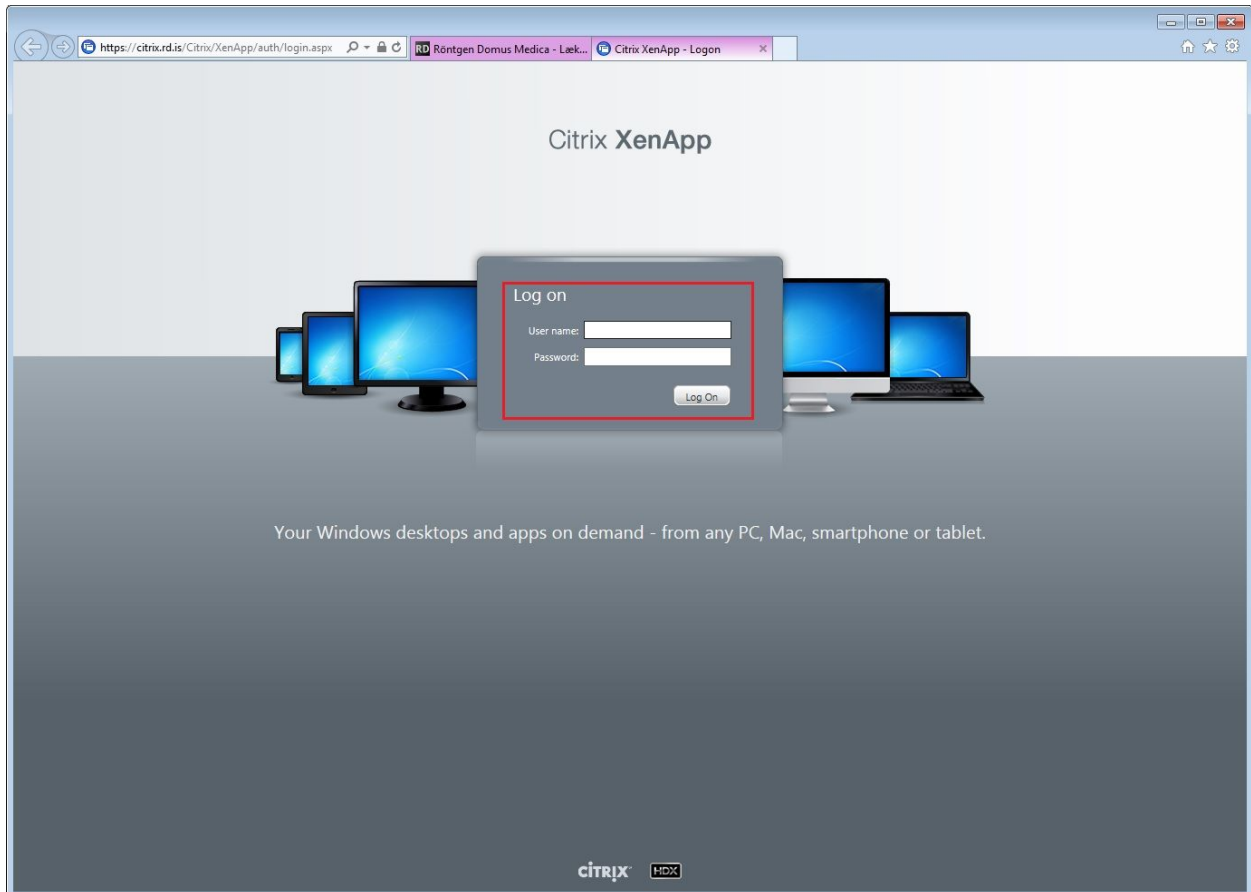 https://citrix.rd.is/Citrix/XenApp/auth/login.aspx
RD Röntgen Domus Medica - Læk...
Citrix XenApp - Logon
Citrix XenApp
Log on
User name:
Password:
Log On
Your Windows desktops and apps on demand - from any PC, Mac, smartphone or tablet.
CİTRIX HDX